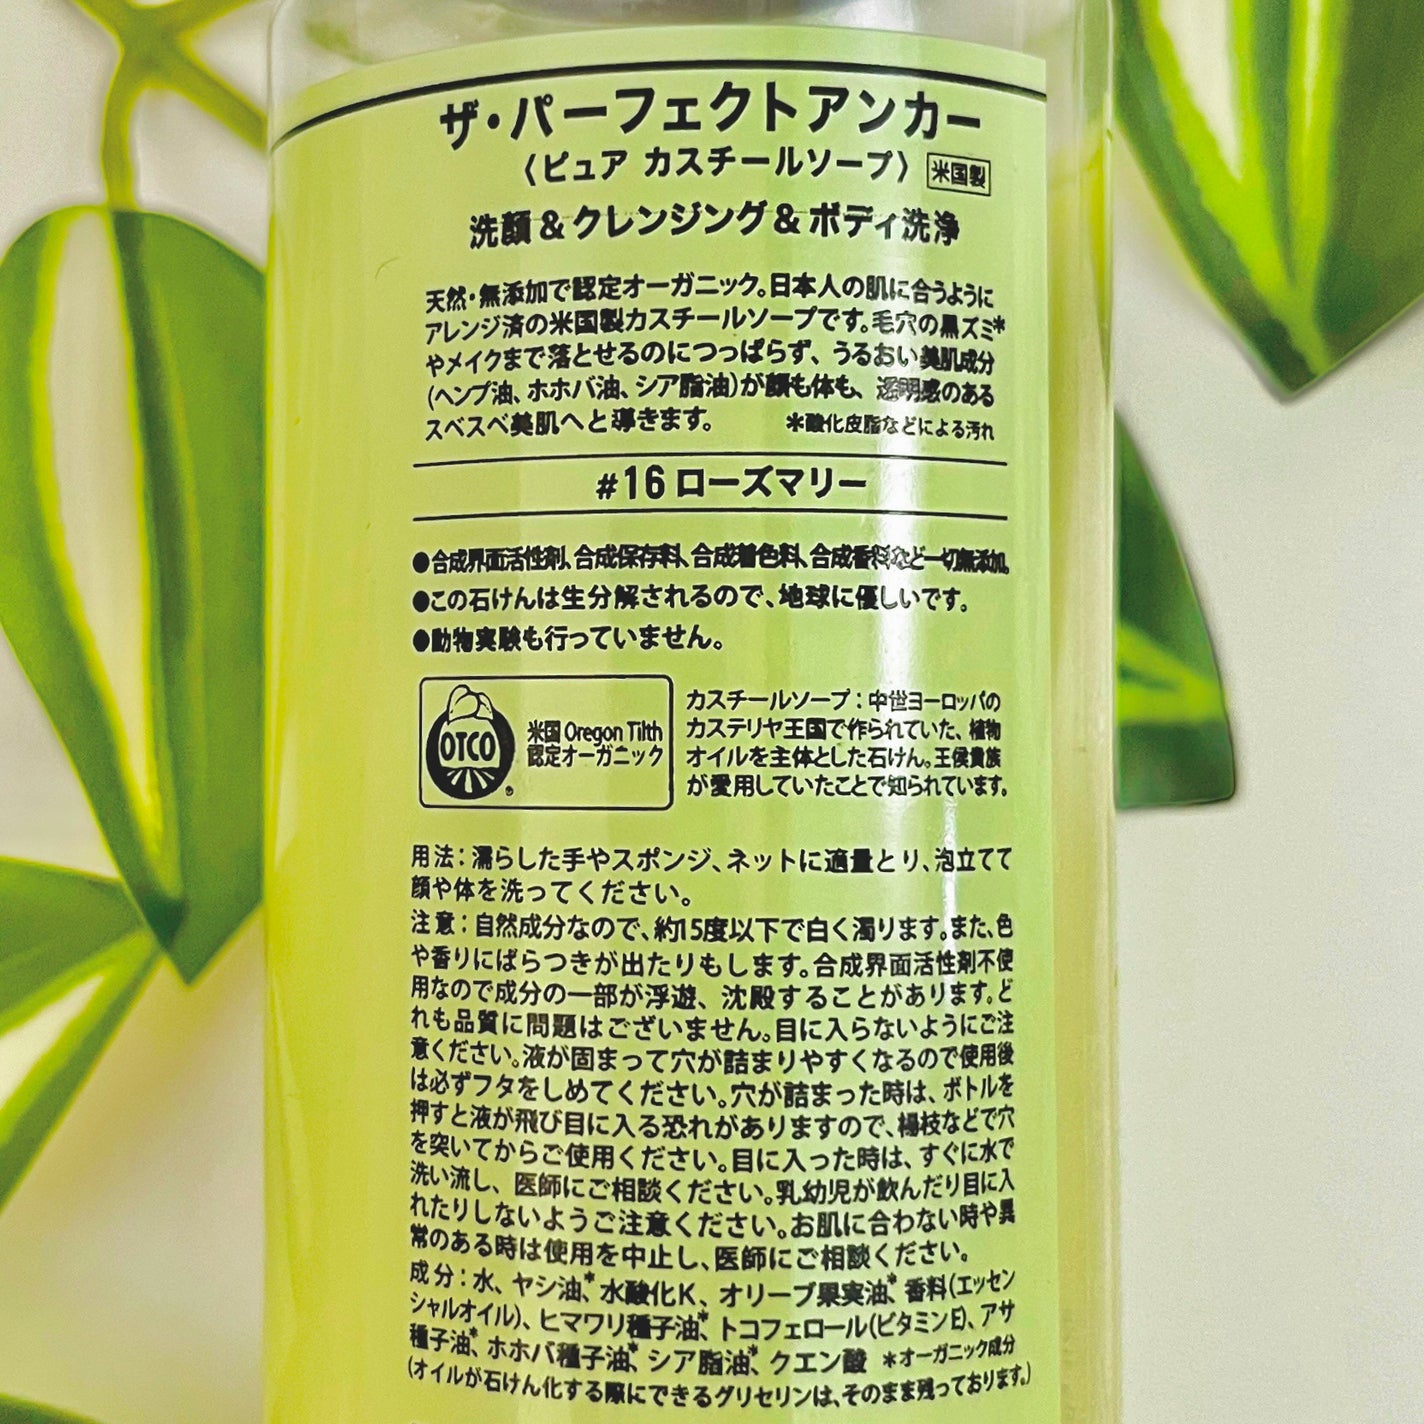 ザ・パーフェクトアンカー
〈ピュア カスチールソープ〉 米国製
洗顔&クレンジング&ボディ洗浄
天然・無添加で認定オーガニック。日本人の肌に合うように
アレンジ済の米国製カスチールソープです。毛穴の黒ズミ*
やメイクまで落とせるのにつっぱらず、うるおい美肌成分
(ヘンプ油、ホホバ油、シア脂油)が顔も体も、透明感のある
スベスベ美肌へと導きます。 *酸化皮脂などによる汚れ
#16 ローズマリー
●合成界面活性剤、合成保存料、合成着色料、合成香料など一切無添加。
●この石けんは生分解されるので、地球に優しいです。
●動物実験も行っていません。
OTCO
米国 Oregon Tilth
認定オーガニック
カスチールソープ：中世ヨーロッパの
カステリヤ王国で作られていた、植物
オイルを主体とした石けん。王侯貴族
が愛用していたことで知られています。
用法：濡らした手やスポンジ、ネットに適量とり、泡立てて
顔や体を洗ってください。
注意：自然成分なので、約15度以下で白く濁ります。また、色
や香りにばらつきが出たりもします。合成界面活性剤不使
用なので成分の一部が浮遊、沈殿することがあります。ど
れも品質に問題はございません。目に入らないようにご注
意ください。液が固まって穴が詰まりやすくなるので使用後
は必ずフタをしめてください。穴が詰まった時は、ボトルを
押すと液が飛び目に入る恐れがありますので、楊枝などで穴
を突いてからご使用ください。目に入った時は、すぐに水で
洗い流し、医師にご相談ください。乳幼児が飲んだり目に入
れたりしないようご注意ください。お肌に合わない時や異
常のある時は使用を中止し、医師にご相談ください。
成分：水、ヤシ油*、水酸化K、オリーブ果実油*、香料(エッセン
シャルオイル)、ヒマワリ種子油*、トコフェロール(ビタミンE)、アサ
種子油*、ホホバ種子油*、シア脂油*、クエン酸 *オーガニック成分
(オイルが石けん化する際にできるグリセリンは、そのまま残っております。)